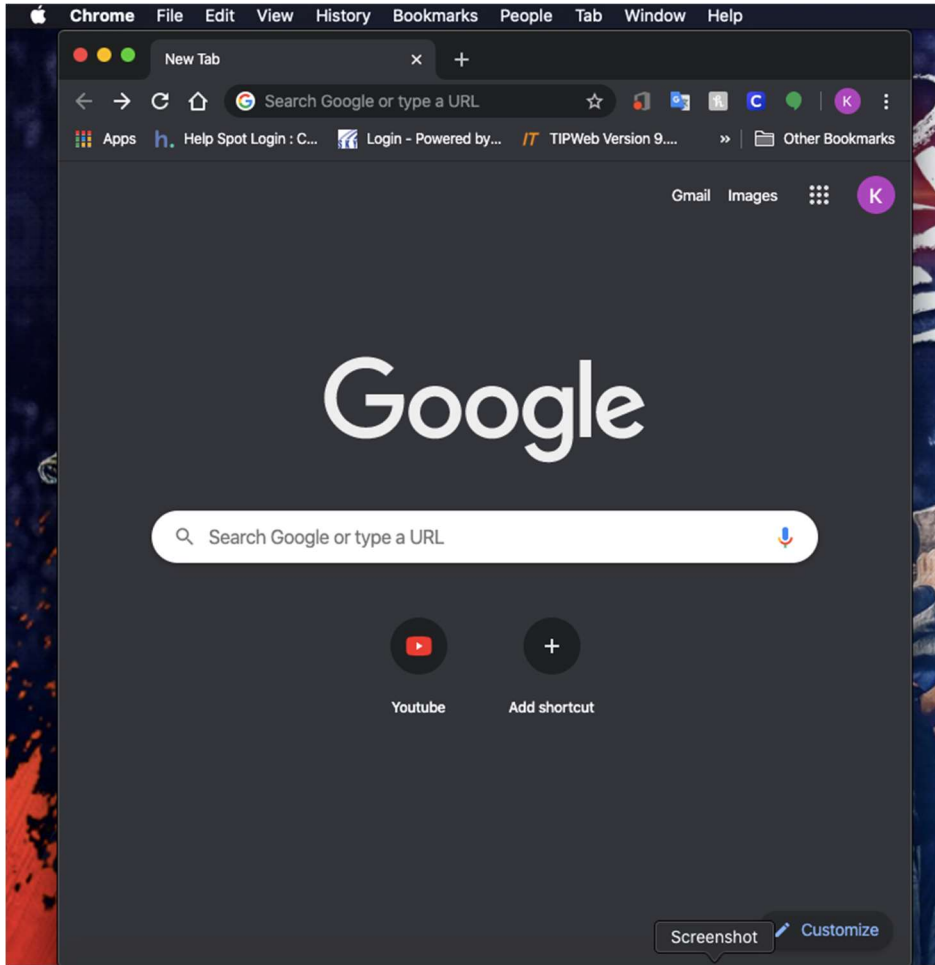 Chrome File Edit View History Bookmarks People Tab Window Help
New Tab
Search Google or type a URL
K
Apps h. Help Spot Login : C... Login - Powered by... IT TIPWeb Version 9.... » Other Bookmarks
Gmail Images K
Google
Search Google or type a URL
Youtube Add shortcut
Screenshot Customize